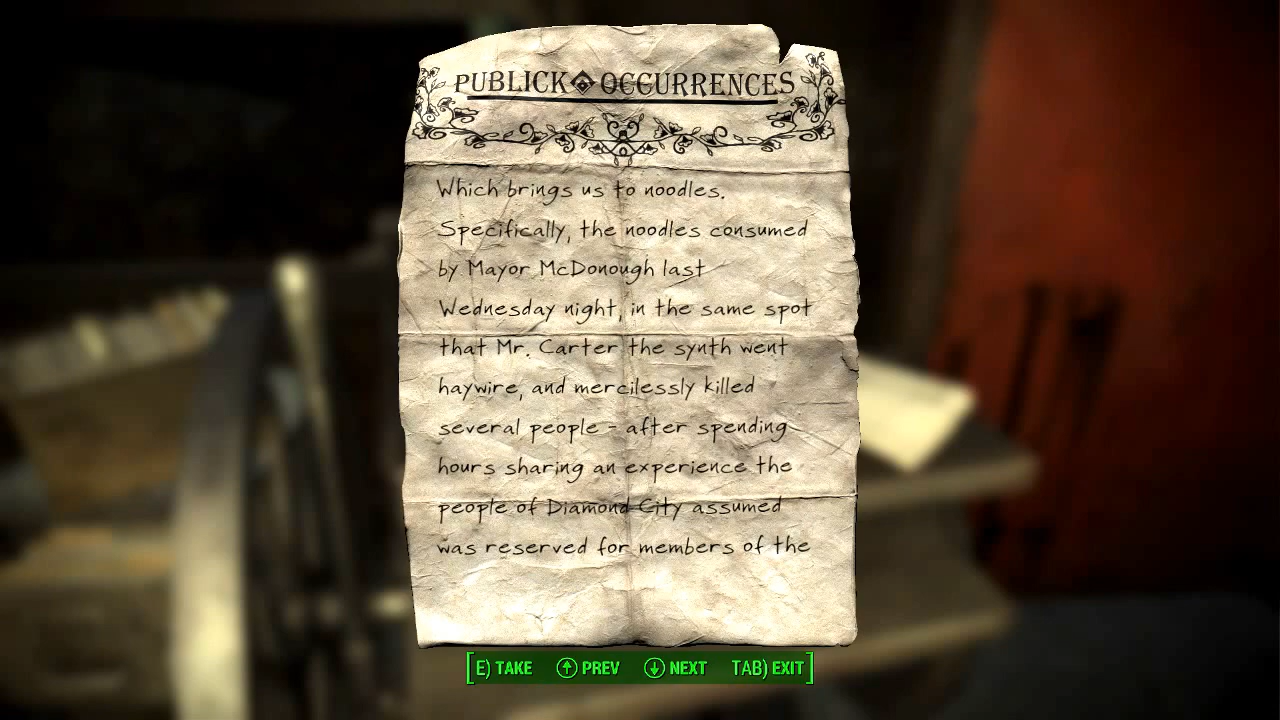 PUBLICK OCCURRENCES
Which brings us to noodles.
Specifically, the noodles consumed
by Mayor McDonough last
Wednesday night, in the same spot
that Mr. Carter the synth went
haywire, and mercilessly killed
several people - after spending
hours sharing an experience the
people of Diamond City assumed
was reserved for members of the
E) TAKE PREV NEXT TAB) EXIT